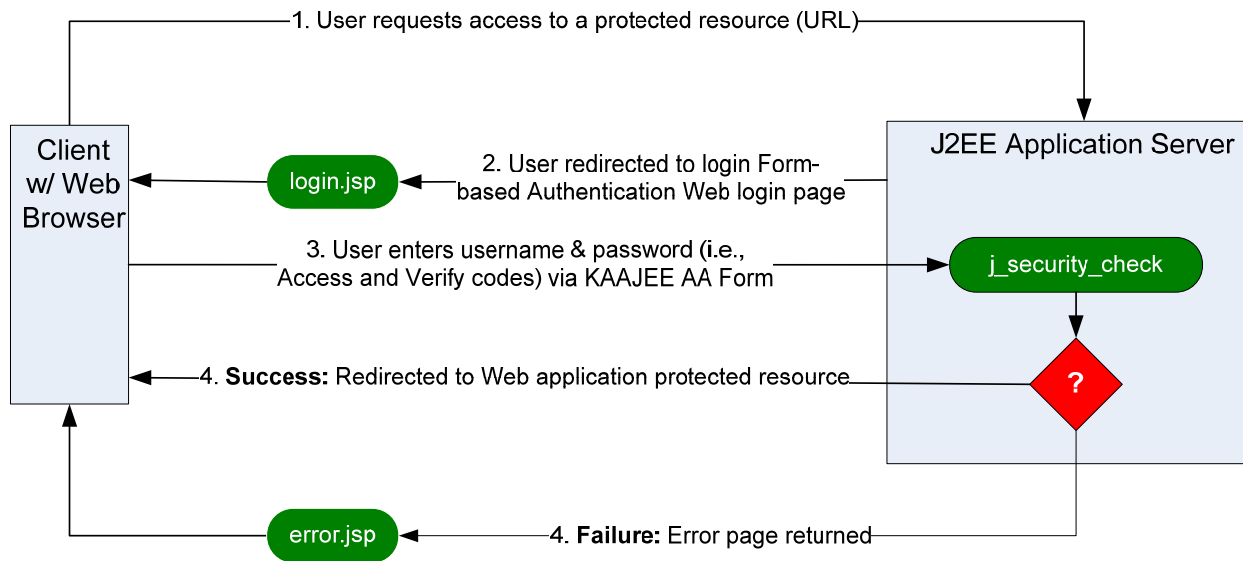 1. User requests access to a protected resource (URL)
Client
w/ Web
Browser
J2EE Application Server
login.jsp
2. User redirected to login Form-
based Authentication Web login page
3. User enters username & password (i.e.,
Access and Verify codes) via KAAJEE AA Form
j_security_check
4. Success: Redirected to Web application protected resource
?
error.jsp
4. Failure: Error page returned